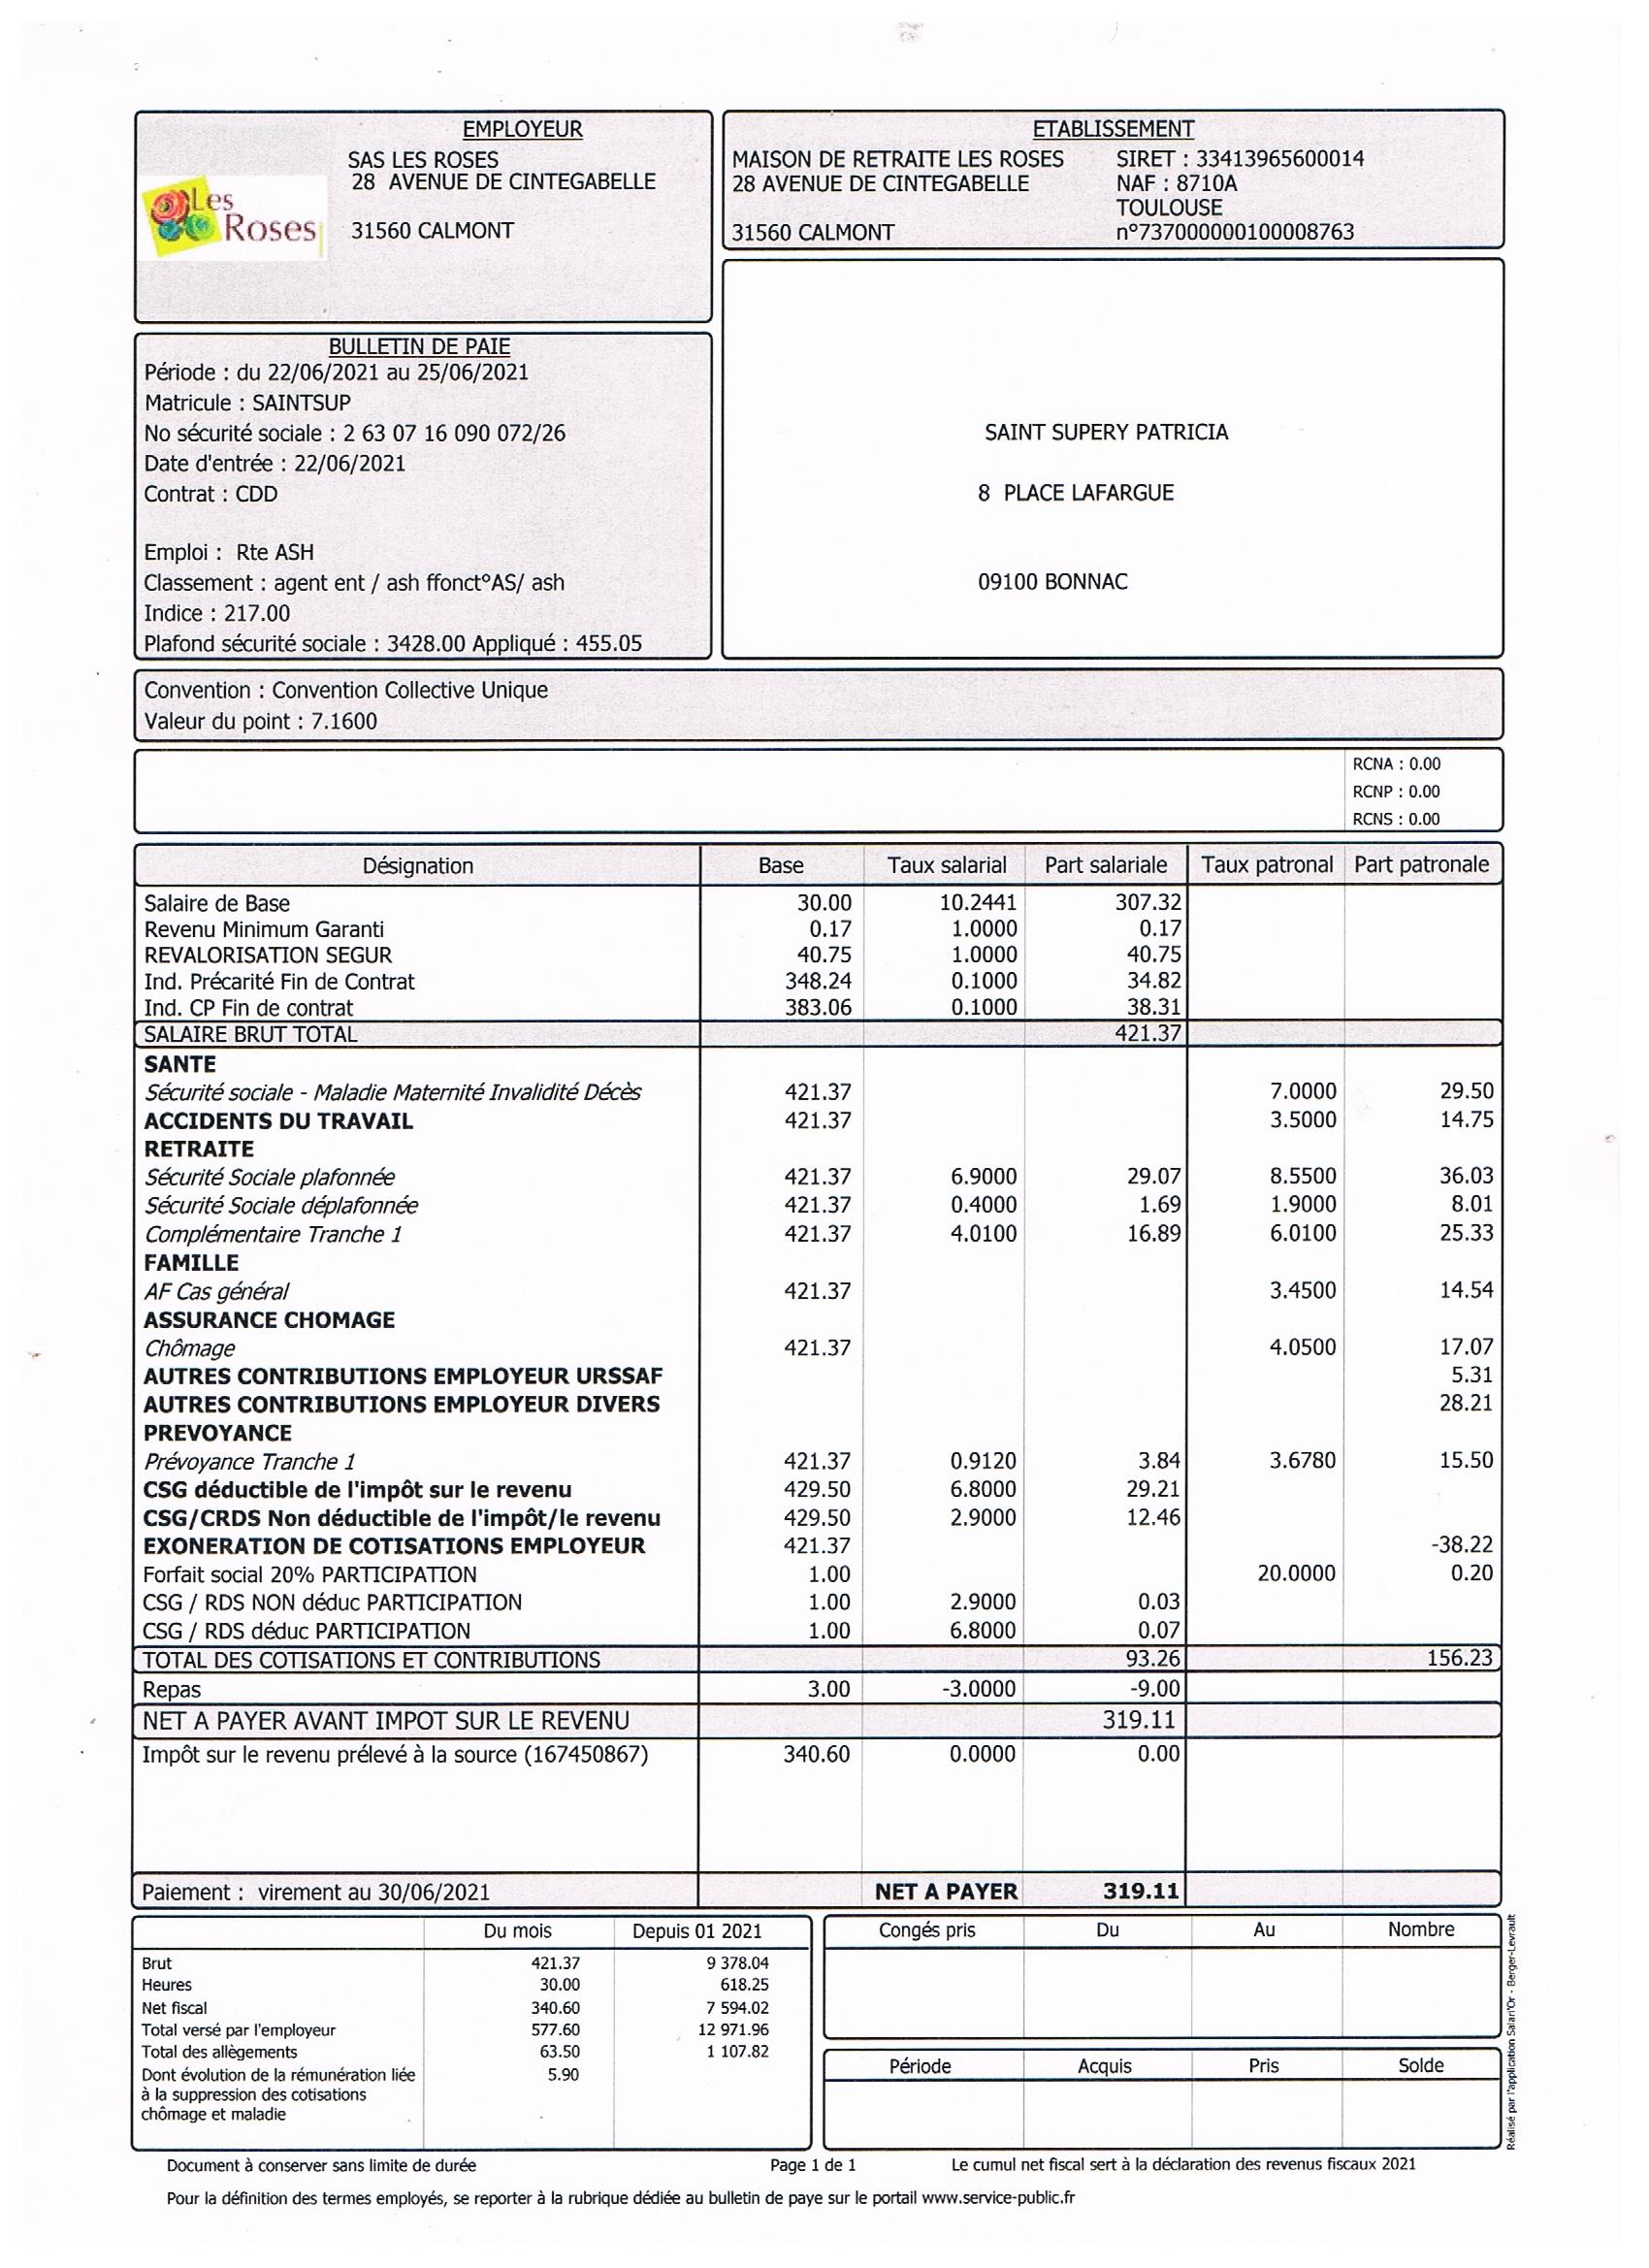 EMPLOYEUR
SAS LES ROSES
28 AVENUE DE CINTEGABELLE
31560 CALMONT
Les
Roses
ETABLISSEMENT
MAISON DE RETRAITE LES ROSES SIRET : 33413965600014
28 AVENUE DE CINTEGABELLE NAF : 8710A
TOULOUSE
31560 CALMONT n°737000000100008763
BULLETIN DE PAIE
Période : du 22/06/2021 au 25/06/2021
Matricule : SAINTSUP
No sécurité sociale : 2 63 07 16 090 072/26
Date d'entrée : 22/06/2021
Contrat : CDD
Emploi : Rte ASH
Classement : agent ent / ash ffonct°AS/ ash
Indice : 217.00
Plafond sécurité sociale : 3428.00 Appliqué : 455.05
SAINT SUPERY PATRICIA
8 PLACE LAFARGUE
09100 BONNAC
Convention : Convention Collective Unique
Valeur du point : 7.1600
RCNA : 0.00
RCNP : 0.00
RCNS : 0.00
Désignation Base Taux salarial Part salariale Taux patronal Part patronale
Salaire de Base 30.00 10.2441 307.32
Revenu Minimum Garanti 0.17 1.0000 0.17
REVALORISATION SEGUR 40.75 1.0000 40.75
Ind. Précarité Fin de Contrat 348.24 0.1000 34.82
Ind. CP Fin de contrat 383.06 0.1000 38.31
SALAIRE BRUT TOTAL 421.37
SANTE
Sécurité sociale - Maladie Maternité Invalidité Décès 421.37 7.0000 29.50
ACCIDENTS DU TRAVAIL 421.37 3.5000 14.75
RETRAITE
Sécurité Sociale plafonnée 421.37 6.9000 29.07 8.5500 36.03
Sécurité Sociale déplafonnée 421.37 0.4000 1.69 1.9000 8.01
Complémentaire Tranche 1 421.37 4.0100 16.89 6.0100 25.33
FAMILLE
AF Cas général 421.37 3.4500 14.54
ASSURANCE CHOMAGE
Chômage 421.37 4.0500 17.07
AUTRES CONTRIBUTIONS EMPLOYEUR URSSAF 5.31
AUTRES CONTRIBUTIONS EMPLOYEUR DIVERS 28.21
PREVOYANCE
Prévoyance Tranche 1 421.37 0.9120 3.84 3.6780 15.50
CSG déductible de l'impôt sur le revenu 429.50 6.8000 29.21
CSG/CRDS Non déductible de l'impôt/le revenu 429.50 2.9000 12.46
EXONERATION DE COTISATIONS EMPLOYEUR 421.37 -38.22
Forfait social 20% PARTICIPATION 1.00 20.0000 0.20
CSG / RDS NON déduc PARTICIPATION 1.00 2.9000 0.03
CSG / RDS déduc PARTICIPATION 1.00 6.8000 0.07
TOTAL DES COTISATIONS ET CONTRIBUTIONS 93.26 156.23
Repas 3.00 -3.0000 -9.00
NET A PAYER AVANT IMPOT SUR LE REVENU 319.11
Impôt sur le revenu prélevé à la source (167450867) 340.60 0.0000 0.00
Paiement : virement au 30/06/2021 NET A PAYER 319.11
Du mois Depuis 01 2021
Brut 421.37 9 378.04
Heures 30.00 618.25
Net fiscal 340.60 7 594.02
Total versé par l'employeur 577.60 12 971.96
Total des allègements 63.50 1 107.82
Dont évolution de la rémunération liée 5.90
à la suppression des cotisations
chômage et maladie
Congés pris Du Au Nombre
Période Acquis Pris Solde
Réalisé par l'application Salari'Or - Berger-Levrault
Document à conserver sans limite de durée Page 1 de 1 Le cumul net fiscal sert à la déclaration des revenus fiscaux 2021
Pour la définition des termes employés, se reporter à la rubrique dédiée au bulletin de paye sur le portail www.service-public.fr